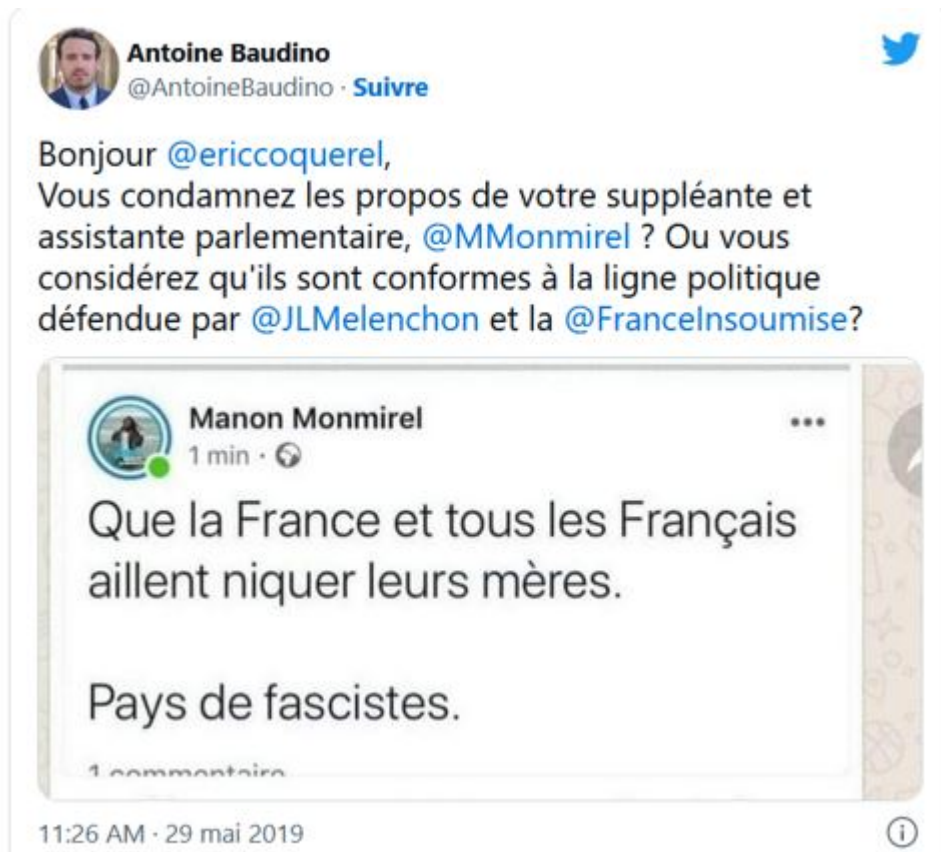 Antoine Baudino
@AntoineBaudino · Suivre
Bonjour @ericcoquerel,
Vous condamnez les propos de votre suppléante et
assistante parlementaire, @MMonmirel ? Ou vous
considérez qu'ils sont conformes à la ligne politique
défendue par @JLMelenchon et la @FranceInsoumise?
Manon Monmirel
1 min ·
Que la France et tous les Français
aillent niquer leurs mères.
Pays de fascistes.
1 commentaire
11:26 AM · 29 mai 2019